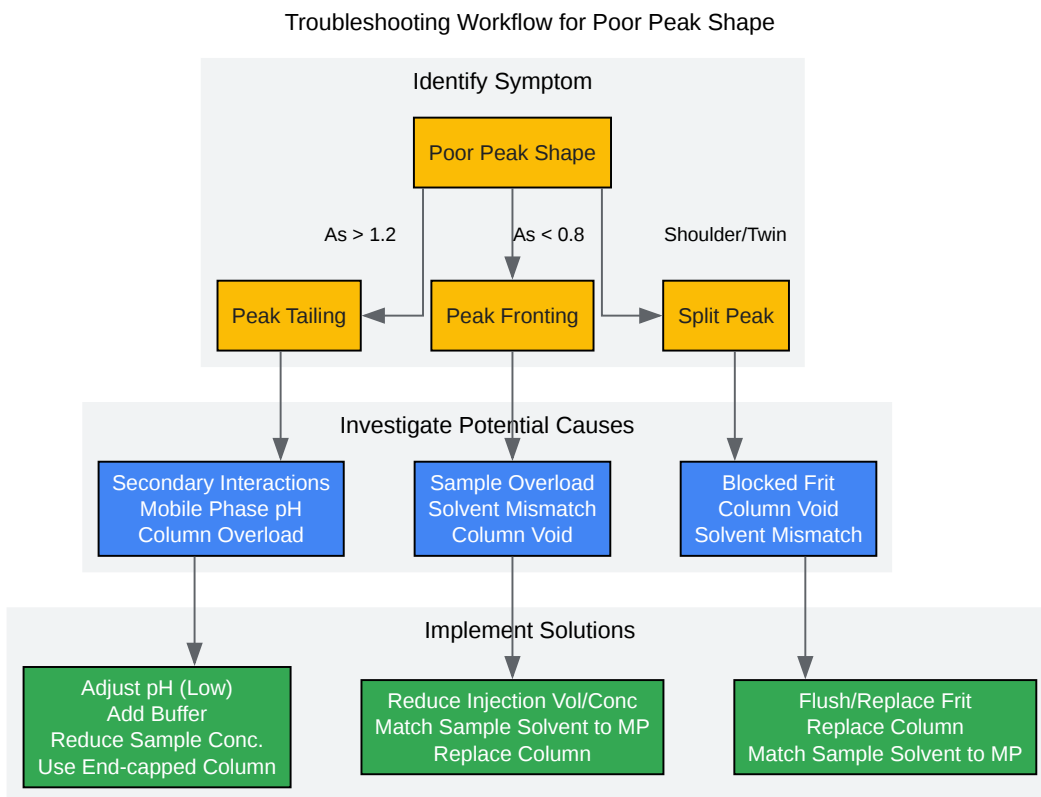 Troubleshooting Workflow for Poor Peak Shape
Identify Symptom
Poor Peak Shape
As > 1.2
As < 0.8
Shoulder/Twin
Peak Tailing
Peak Fronting
Split Peak
Investigate Potential Causes
Secondary Interactions
Mobile Phase pH
Column Overload
Sample Overload
Solvent Mismatch
Column Void
Blocked Frit
Column Void
Solvent Mismatch
Implement Solutions
Adjust pH (Low)
Add Buffer
Reduce Sample Conc.
Use End-capped Column
Reduce Injection Vol/Conc
Match Sample Solvent to MP
Replace Column
Flush/Replace Frit
Replace Column
Match Sample Solvent to MP